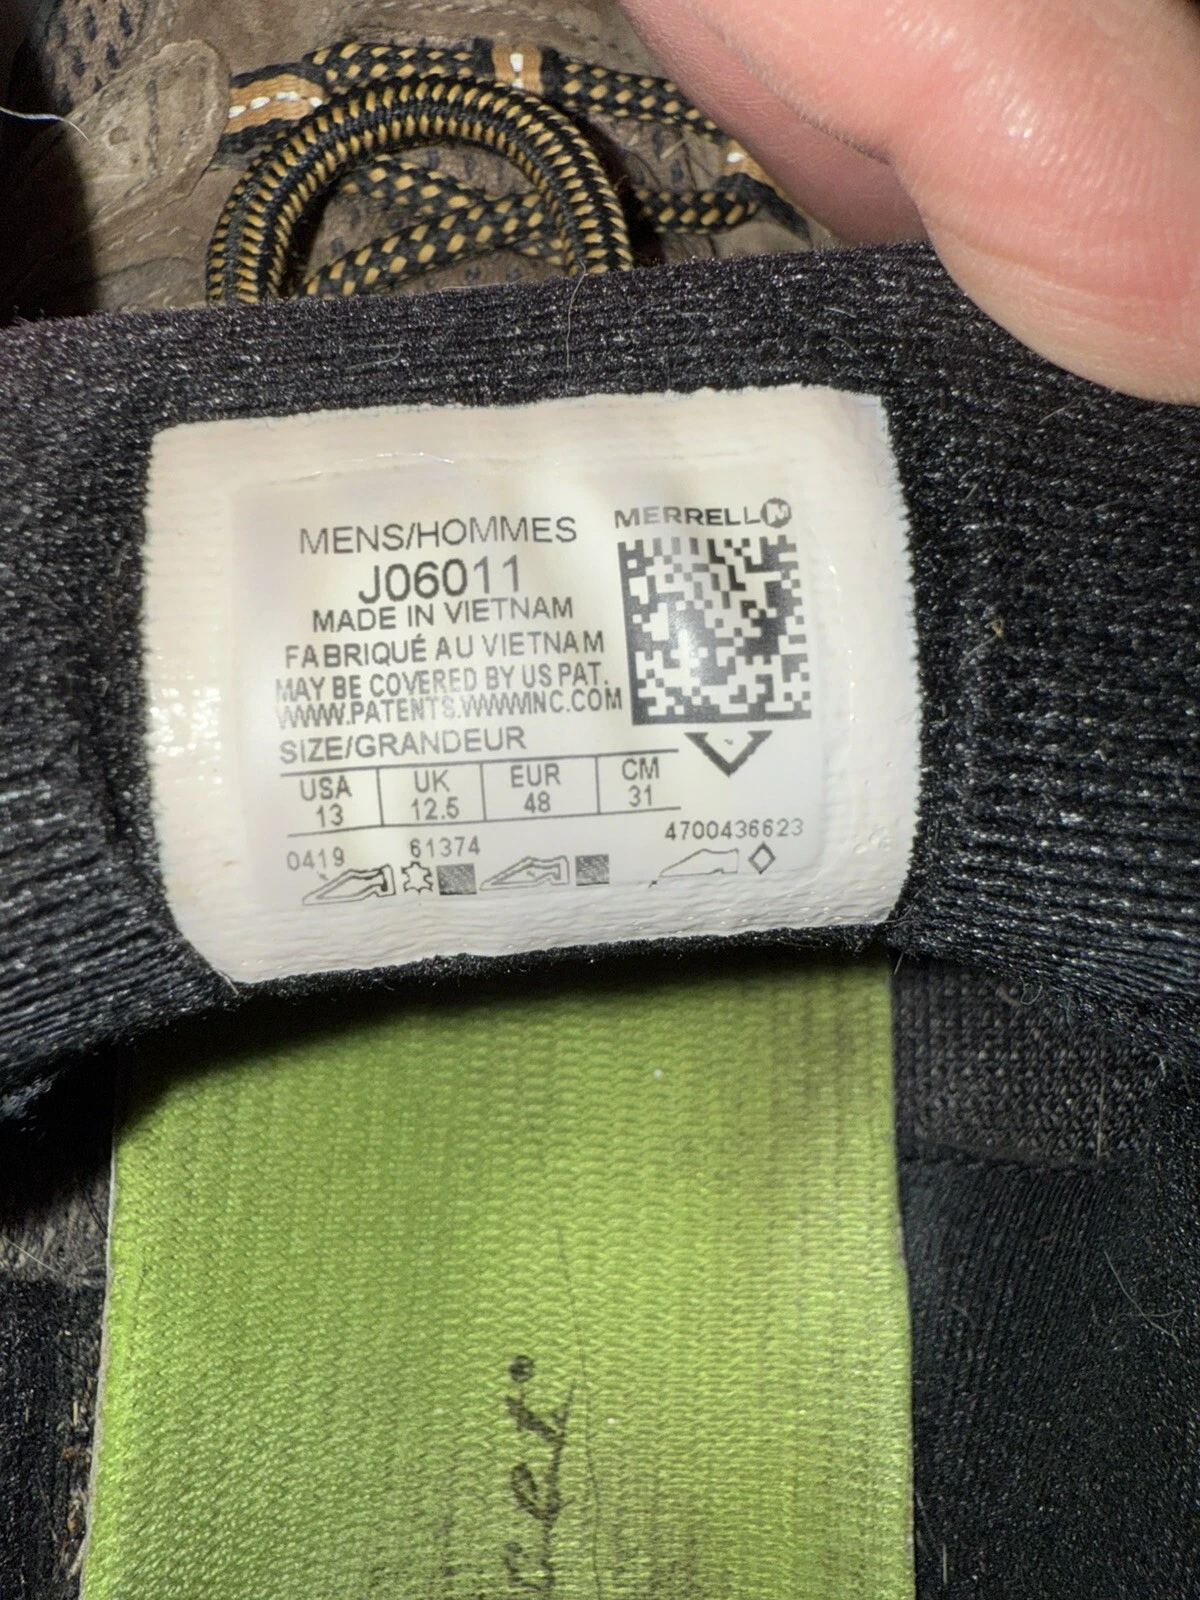 MENS/HOMMES
J06011
MADE IN VIETNAM
FABRIQUÉ AU VIETNAM
MAY BE COVERED BY US PAT.
WWW.PATENTS.WWWINC.COM
SIZE/GRANDEUR
USA UK EUR CM
13 12.5 48 31
0419 61374
MERRELL M
4700436623